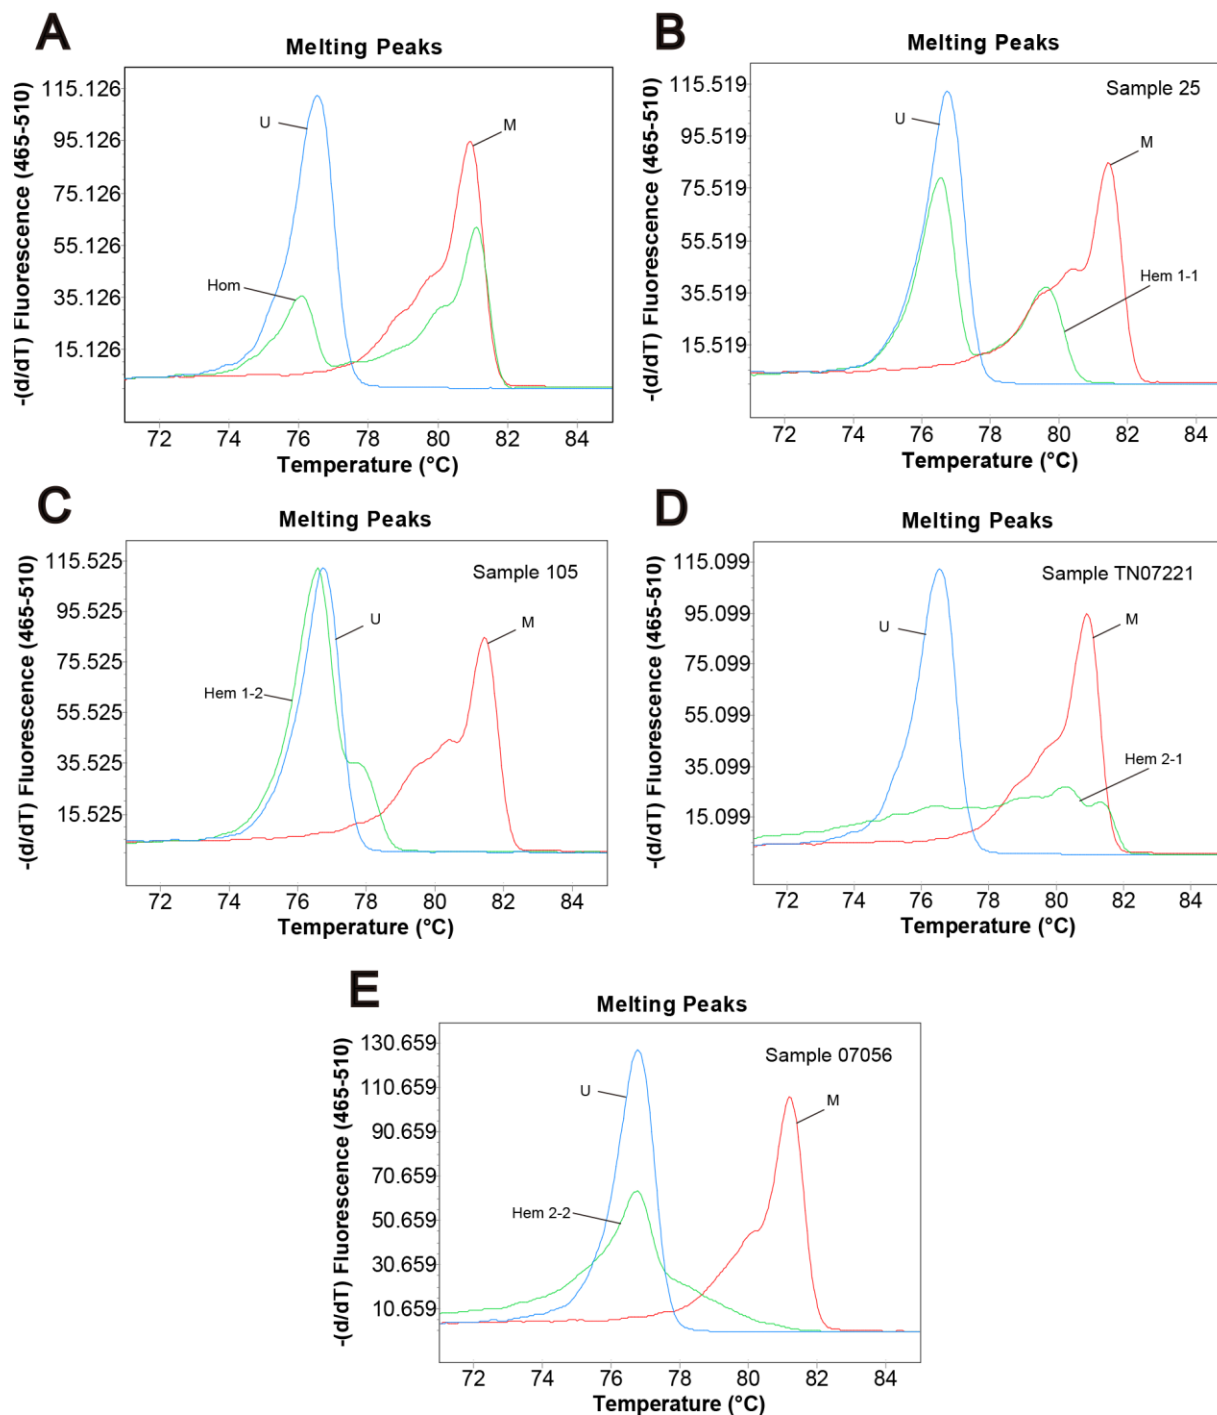 A
Melting Peaks
-(d/dT) Fluorescence (465-510)
115.126
95.126
75.126
55.126
35.126
15.126
U
M
Hom
72 74 76 78 80 82 84
Temperature (°C)
B
Melting Peaks
Sample 25
-(d/dT) Fluorescence (465-510)
115.519
95.519
75.519
55.519
35.519
15.519
U
M
Hem 1-1
72 74 76 78 80 82 84
Temperature (°C)
C
Melting Peaks
Sample 105
-(d/dT) Fluorescence (465-510)
115.525
95.525
75.525
55.525
35.525
15.525
U
M
Hem 1-2
72 74 76 78 80 82 84
Temperature (°C)
D
Melting Peaks
Sample TN07221
-(d/dT) Fluorescence (465-510)
115.099
95.099
75.099
55.099
35.099
15.099
U
M
Hem 2-1
72 74 76 78 80 82 84
Temperature (°C)
E
Melting Peaks
Sample 07056
-(d/dT) Fluorescence (465-510)
130.659
110.659
90.659
70.659
50.659
30.659
10.659
U
M
Hem 2-2
72 74 76 78 80 82 84
Temperature (°C)